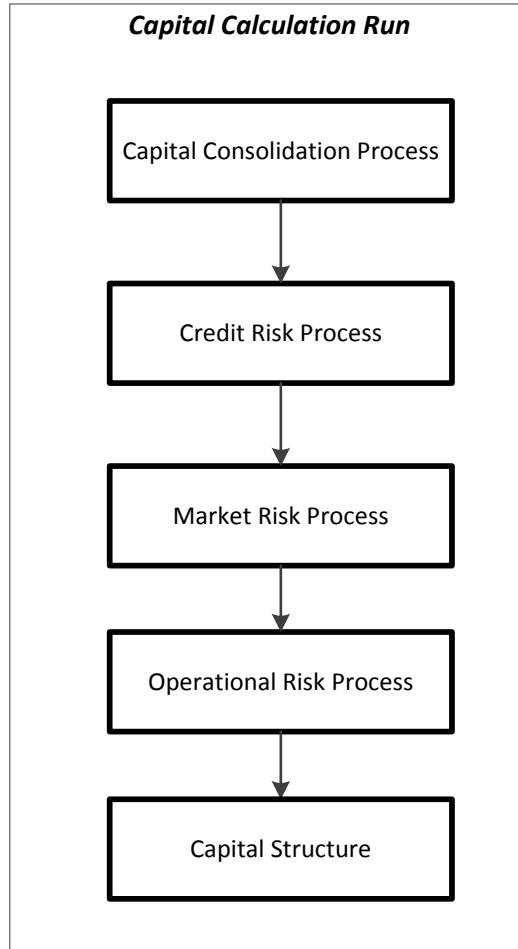 Capital Calculation Run
Capital Consolidation Process
Credit Risk Process
Market Risk Process
Operational Risk Process
Capital Structure